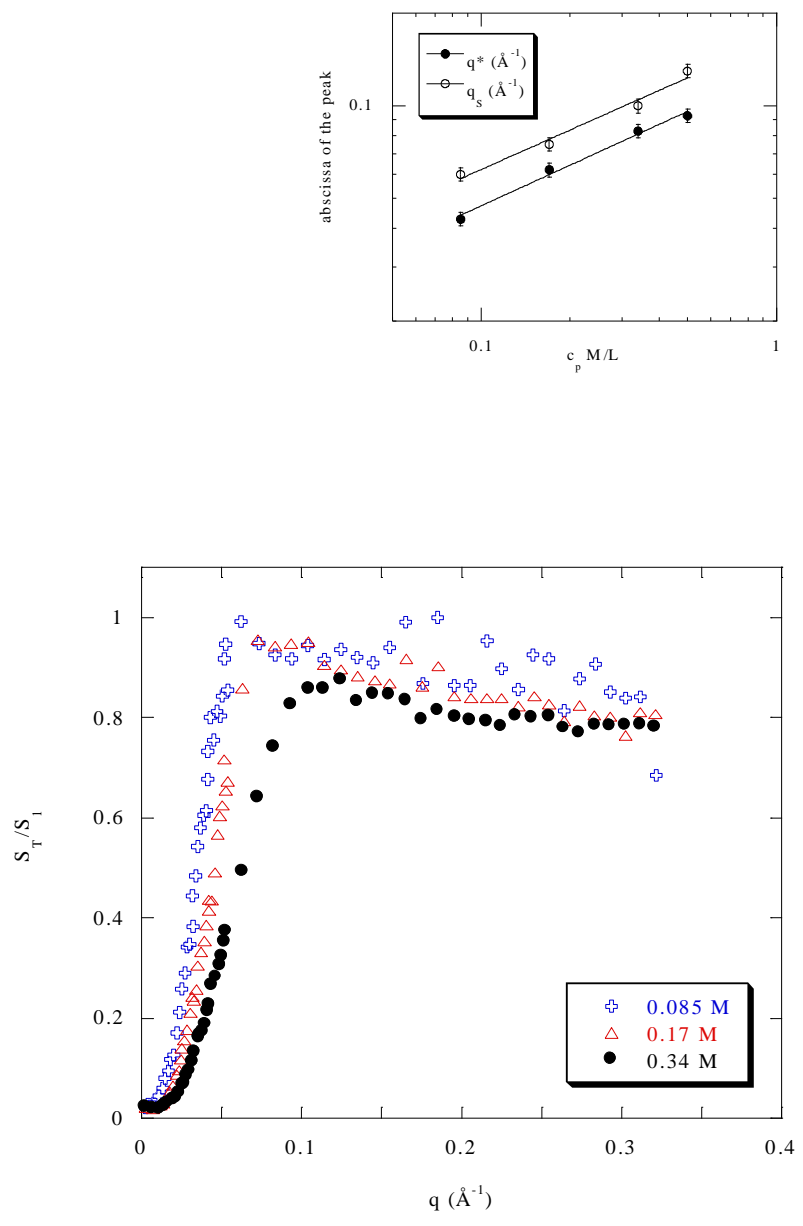 q* (Å⁻¹)
q_s (Å⁻¹)
abscissa of the peak
0.1
0.1
1
c_p M/L
1
0.8
0.6
0.4
0.2
0
S_T/S_1
0.085 M
0.17 M
0.34 M
0
0.1
0.2
0.3
0.4
q (Å⁻¹)